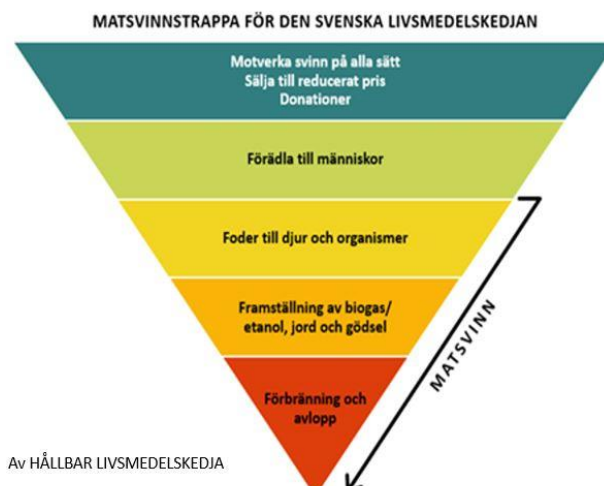 MATSVINNSTRAPPA FÖR DEN SVENSKA LIVSMEDELSKEDJAN
Motverka svinn på alla sätt
Sälja till reducerat pris
Donationer
Förädla till människor
Foder till djur och organismer
Framställning av biogas/
etanol, jord och gödsel
Förbränning och
avlopp
MATSVINN
Av HÅLLBAR LIVSMEDELSKEDJA